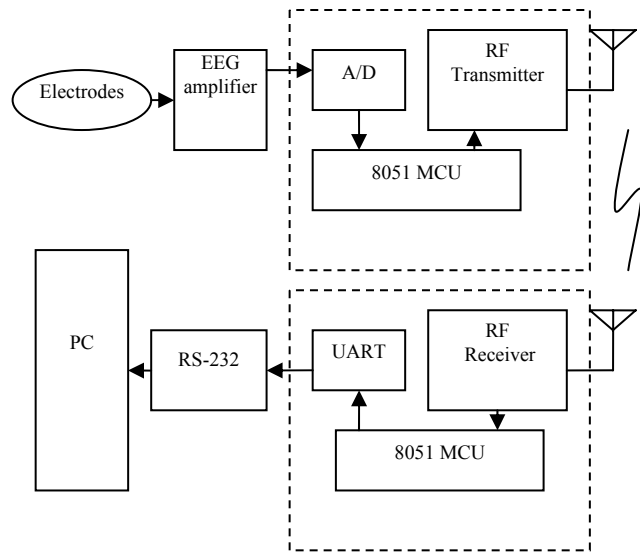 Electrodes
EEG
amplifier
A/D
RF
Transmitter
8051 MCU
PC
RS-232
UART
RF
Receiver
8051 MCU